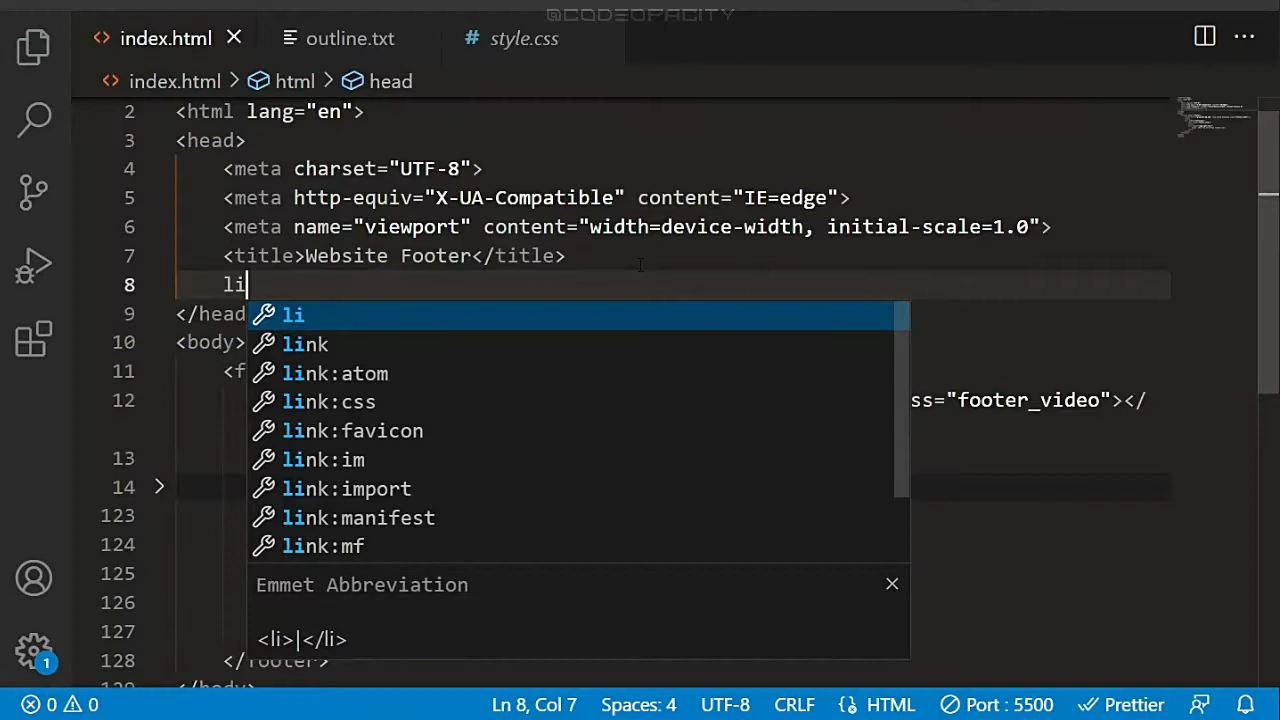 @CODEOPACITY
index.html
outline.txt
# style.css
index.html > html > head
2 <html lang="en">
3 <head>
4 <meta charset="UTF-8">
5 <meta http-equiv="X-UA-Compatible" content="IE=edge">
6 <meta name="viewport" content="width=device-width, initial-scale=1.0">
7 <title>Website Footer</title>
8 li
9 </head
li
link
link:atom
link:css
link:favicon
link:im
link:import
link:manifest
link:mf
Emmet Abbreviation
<li>|</li>
10 <body>
11 <f
12 ss="footer_video"></
13
14
123
124
125
126
127
128 </footer>
1
0 0 Ln 8, Col 7 Spaces: 4 UTF-8 CRLF HTML Port : 5500 Prettier